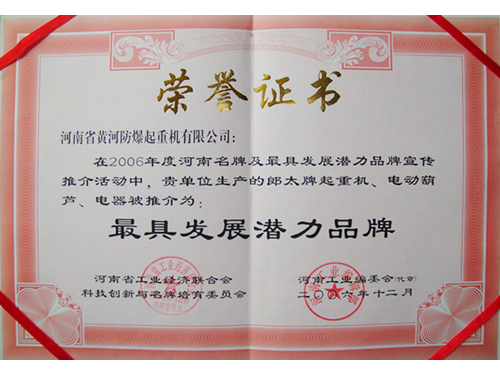 荣誉证书
河南省黄河防爆起重机有限公司：
在2006年度河南名牌及最具发展潜力品牌宣传
推介活动中，贵单位生产的郎太牌起重机、电动葫
芦、电器被推介为：
最具发展潜力品牌
河南省工业经济联合会
科技创新与名牌培育委员会
河南工业编委会(代章)
二〇〇六年十二月